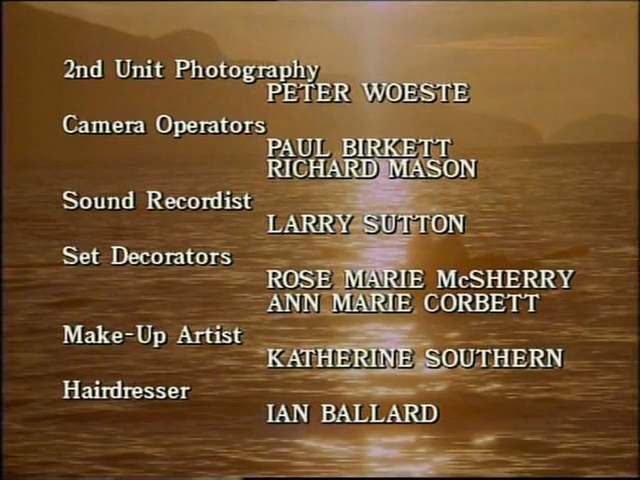 2nd Unit Photography
PETER WOESTE
Camera Operators
PAUL BIRKETT
RICHARD MASON
Sound Recordist
LARRY SUTTON
Set Decorators
ROSE MARIE McSHERRY
ANN MARIE CORBETT
Make-Up Artist
KATHERINE SOUTHERN
Hairdresser
IAN BALLARD